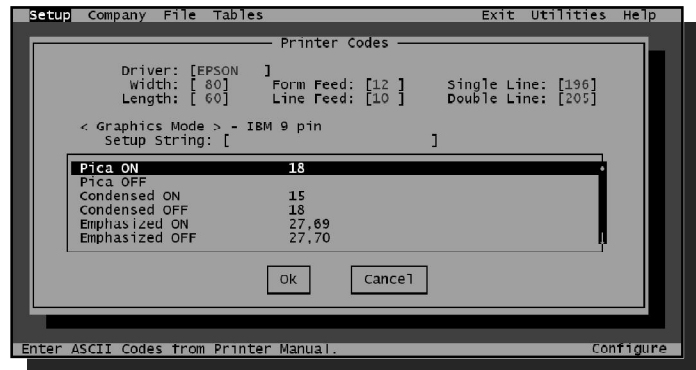 Setup Company File Tables Exit Utilities Help
Printer Codes
Driver: [EPSON ]
Width: [ 80] Form Feed: [12 ] Single Line: [196]
Length: [ 60] Line Feed: [10 ] Double Line: [205]
< Graphics Mode > - IBM 9 pin
Setup String: [ ]
Pica ON 18
Pica OFF
Condensed ON 15
Condensed OFF 18
Emphasized ON 27,69
Emphasized OFF 27,70
Ok Cancel
Enter ASCII Codes from Printer Manual. Configure